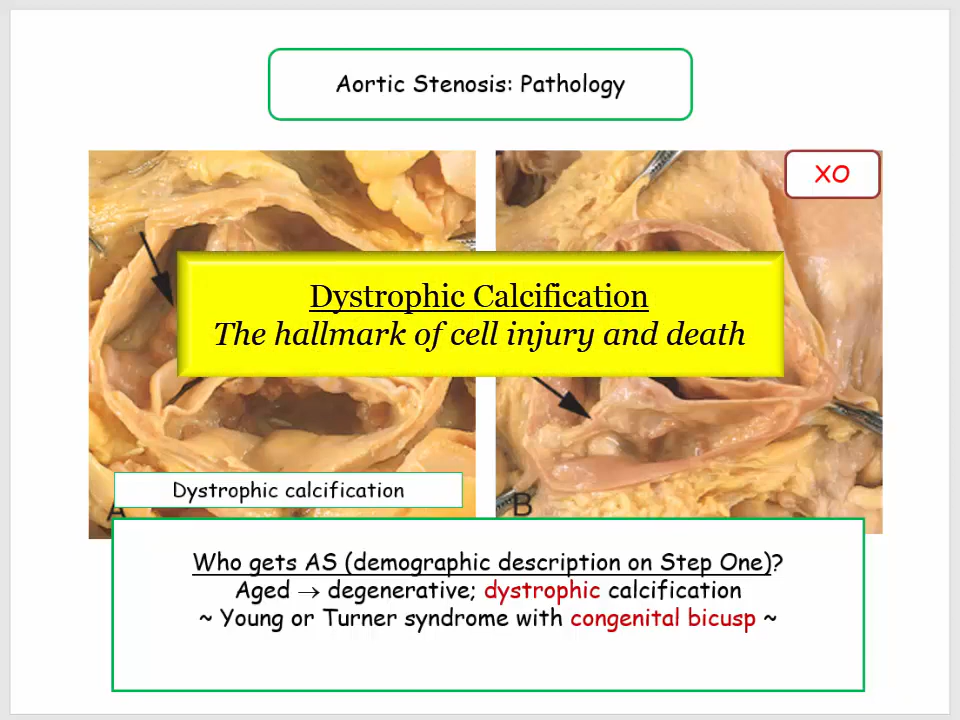 Aortic Stenosis: Pathology
XO
Dystrophic Calcification
The hallmark of cell injury and death
Dystrophic calcification
A
B
Who gets AS (demographic description on Step One)?
Aged → degenerative; dystrophic calcification
~ Young or Turner syndrome with congenital bicusp ~